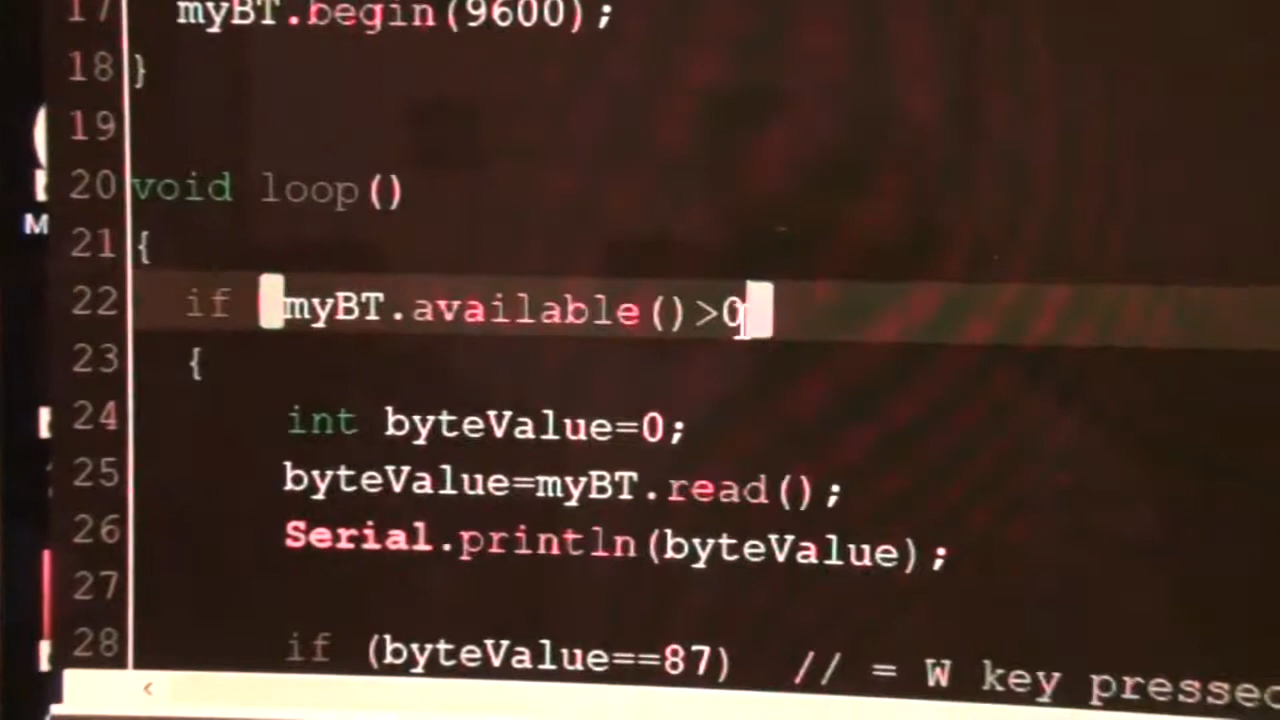 17 myBT.begin(9600);
18 }
19
20 void loop()
21 {
22 if (myBT.available()>0)
23 {
24 int byteValue=0;
25 byteValue=myBT.read();
26 Serial.println(byteValue);
27
28 if (byteValue==87) // = W key pressed